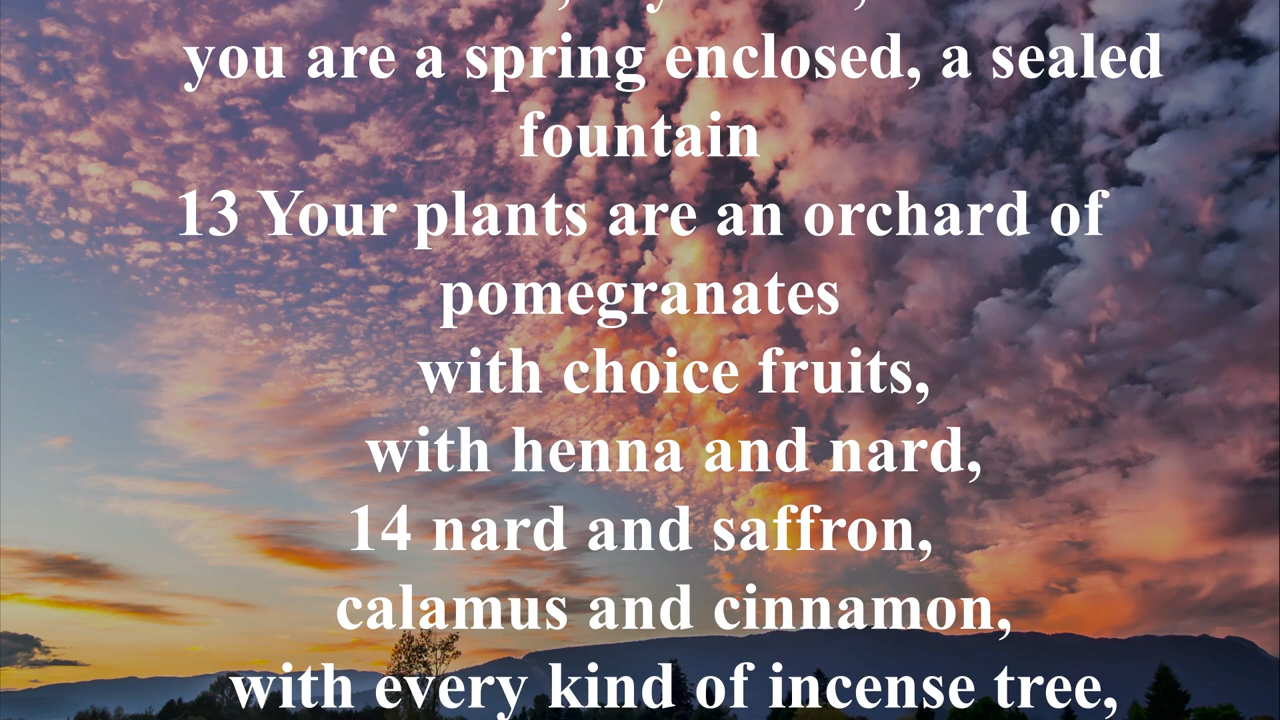 you are a spring enclosed, a sealed
fountain
13 Your plants are an orchard of
pomegranates
with choice fruits,
with henna and nard,
14 nard and saffron,
calamus and cinnamon,
with every kind of incense tree,